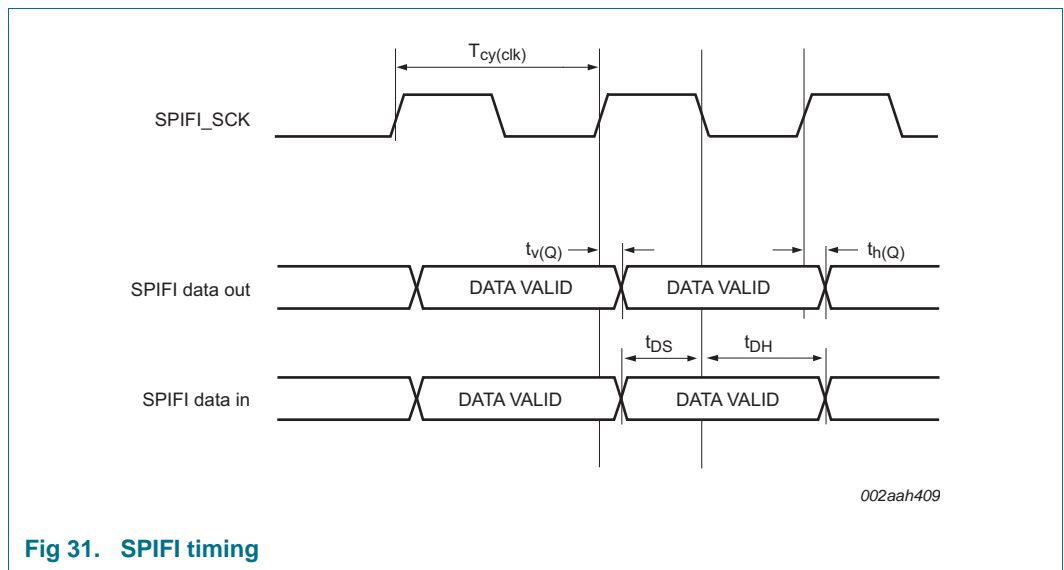 Tcy(clk)
SPIFI_SCK
tv(Q)
th(Q)
SPIFI data out
DATA VALID
DATA VALID
tDS
tDH
SPIFI data in
DATA VALID
DATA VALID
002aah409
Fig 31. SPIFI timing